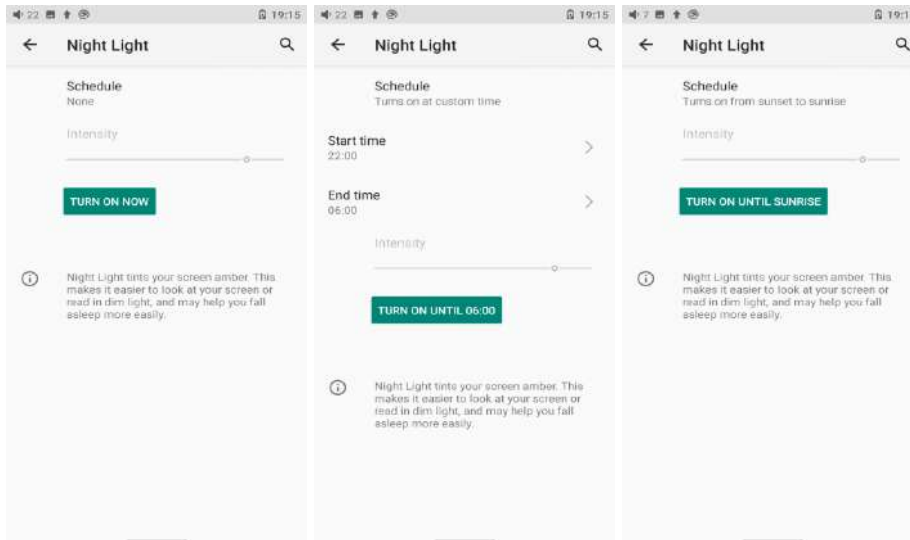 22
19:15
Night Light
Schedule
None
Intensity
TURN ON NOW
Night Light tints your screen amber. This
makes it easier to look at your screen or
read in dim light, and may help you fall
asleep more easily.
22
19:15
Night Light
Schedule
Turns on at custom time
Start time
22:00
End time
06:00
Intensity
TURN ON UNTIL 06:00
Night Light tints your screen amber. This
makes it easier to look at your screen or
read in dim light, and may help you fall
asleep more easily.
7
19:1
Night Light
Schedule
Turns on from sunset to sunrise
Intensity
TURN ON UNTIL SUNRISE
Night Light tints your screen amber. This
makes it easier to look at your screen or
read in dim light, and may help you fall
asleep more easily.